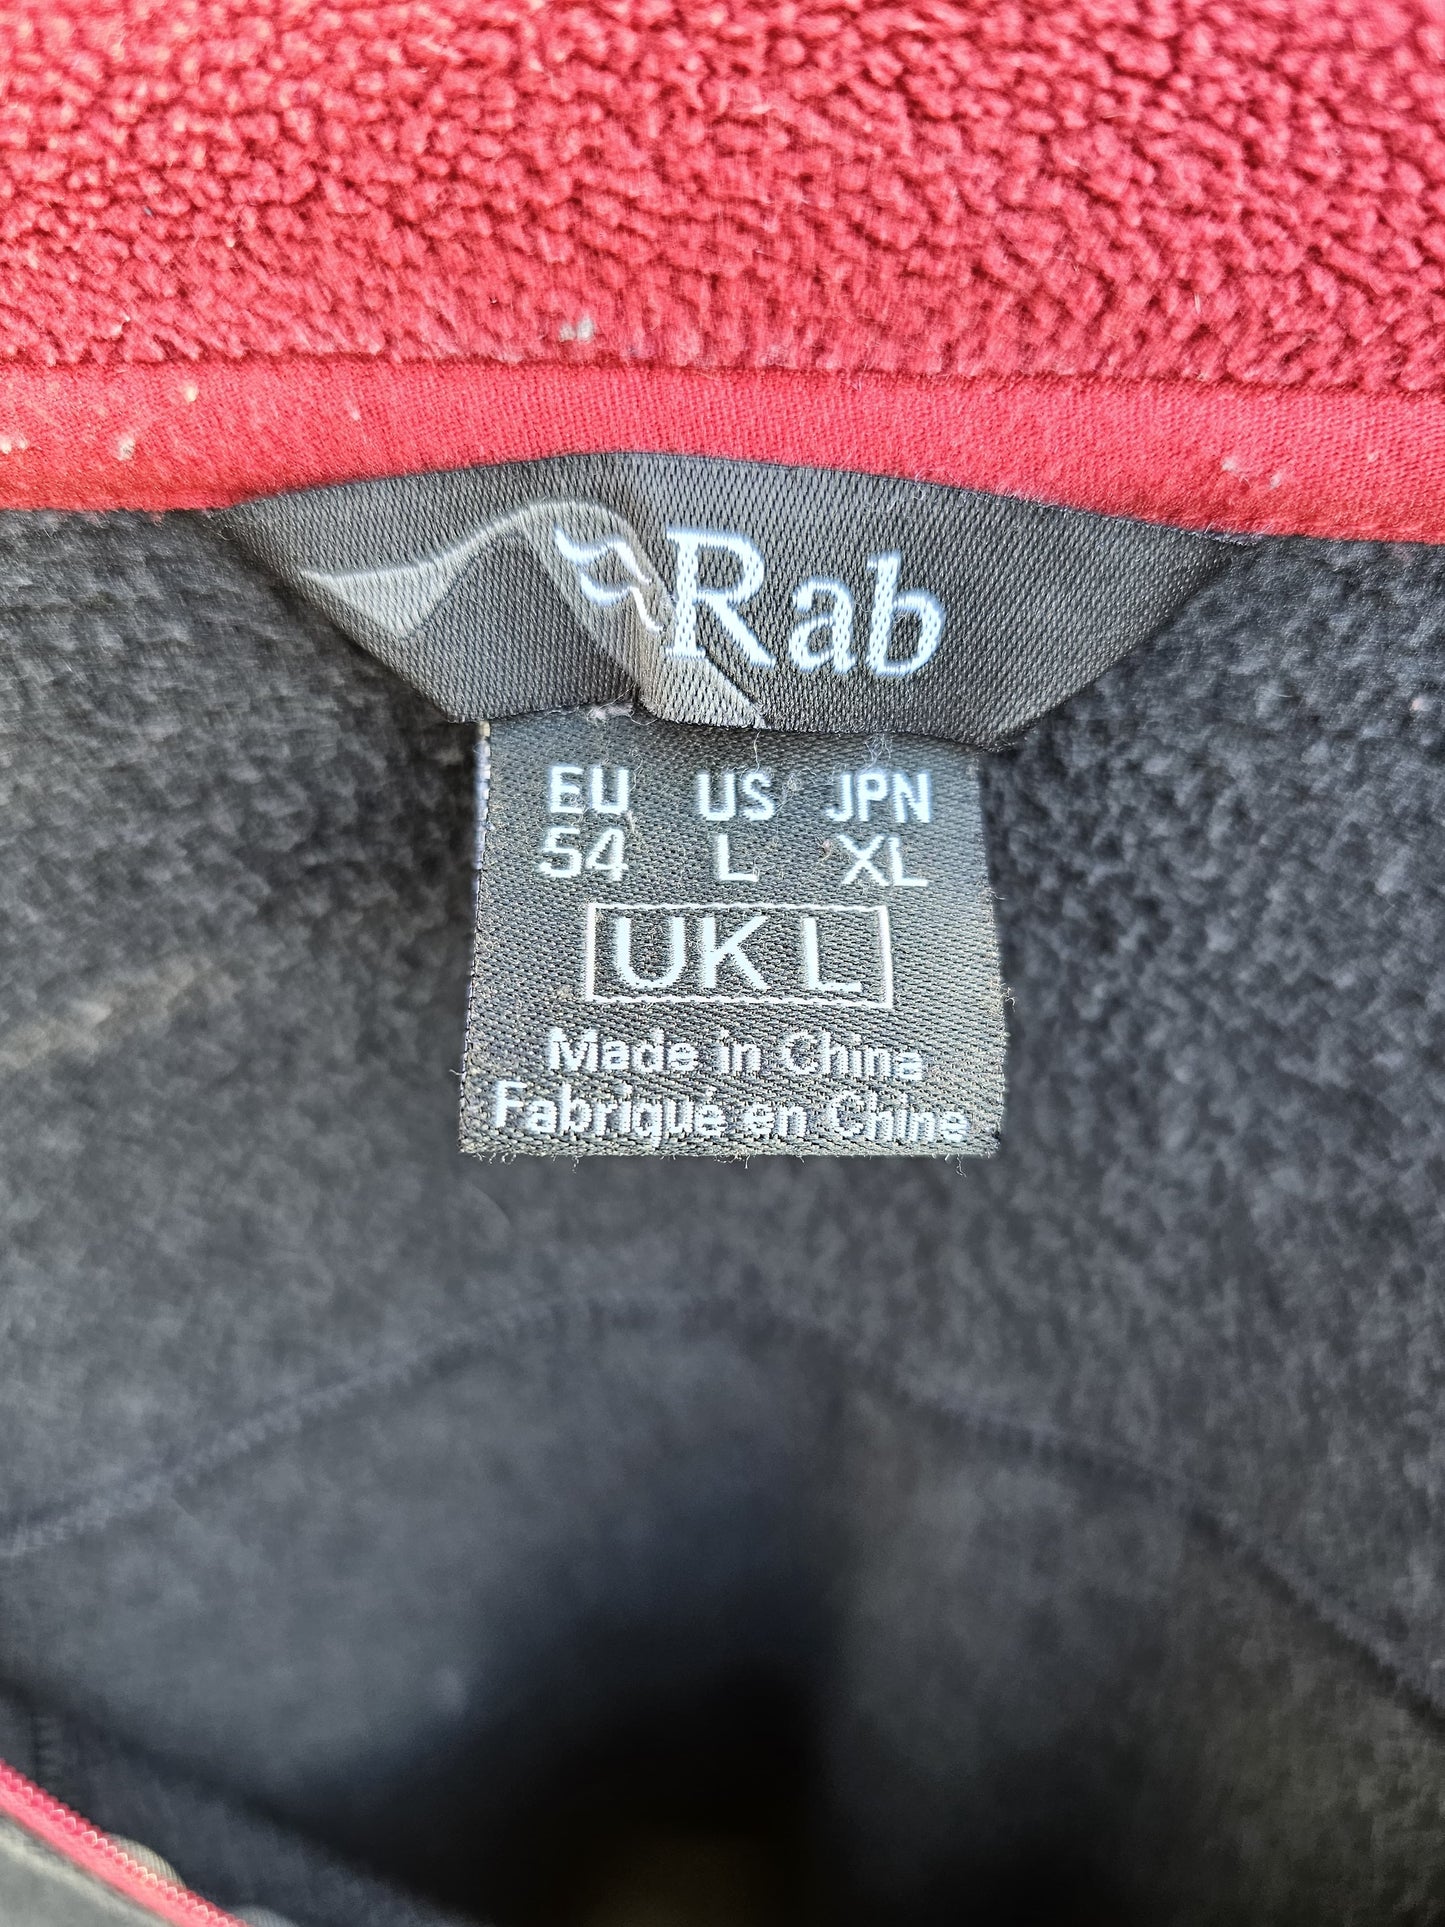 Rab
EU US JPN
54 L XL
UK L
Made in China
Fabriqué en Chine